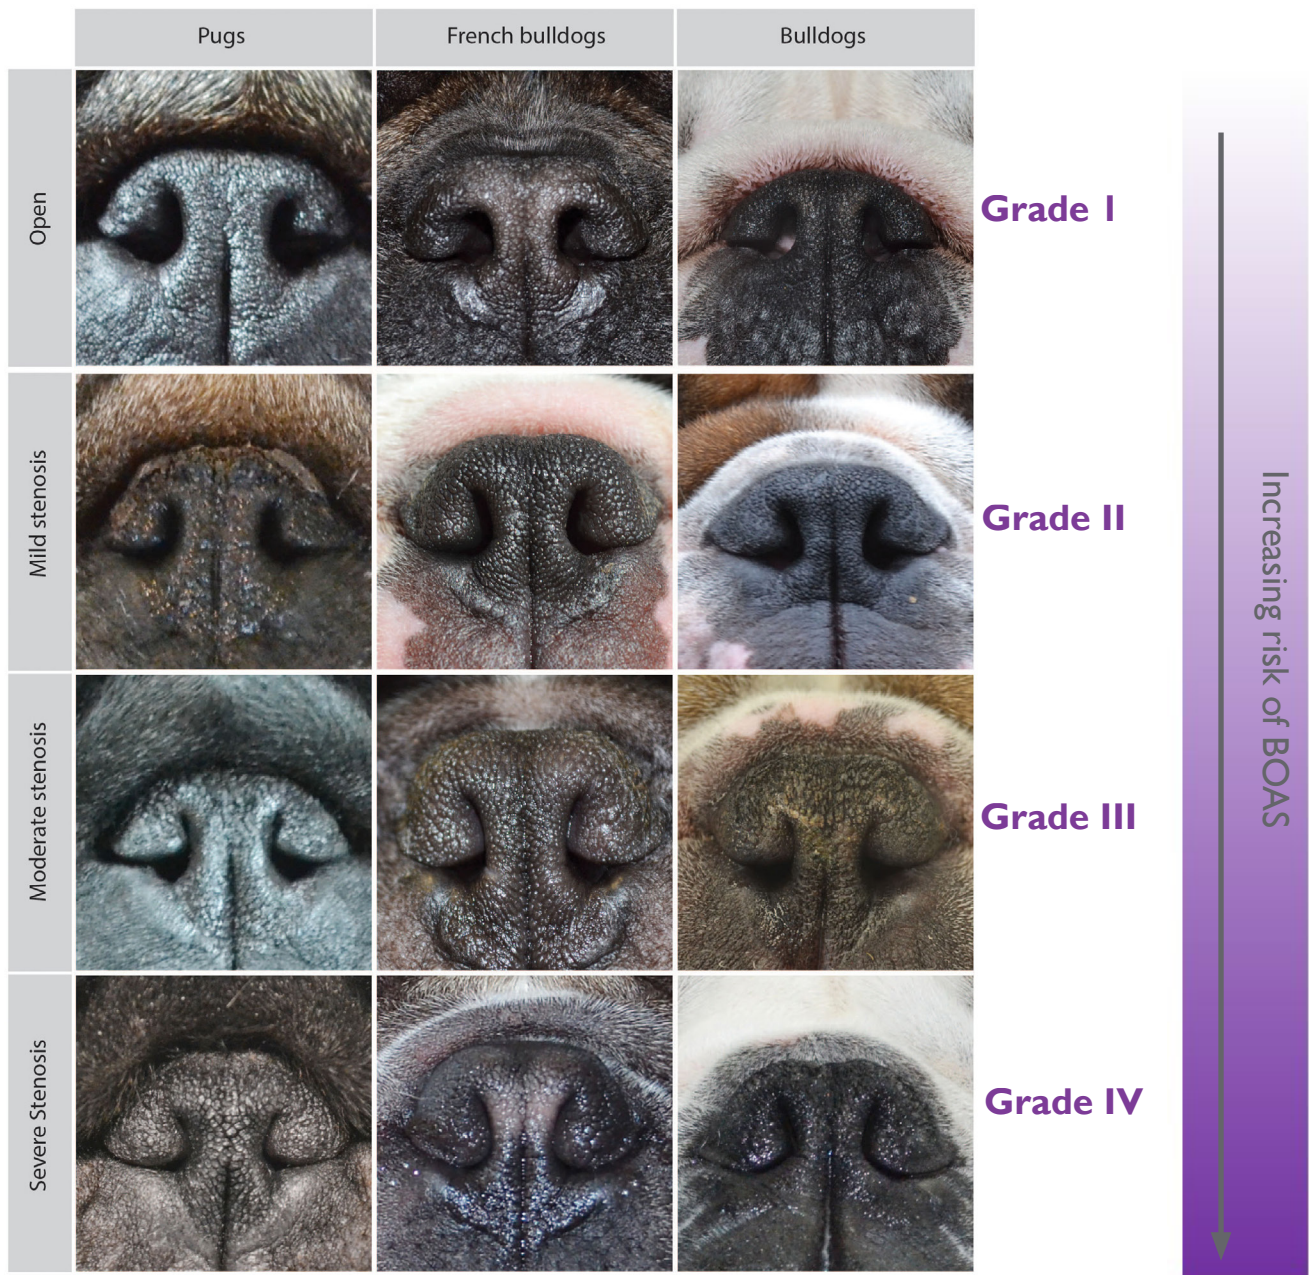 Pugs
French bulldogs
Bulldogs
Open
Grade I
Mild stenosis
Grade II
Moderate stenosis
Grade III
Severe Stenosis
Grade IV
Increasing risk of BOAS